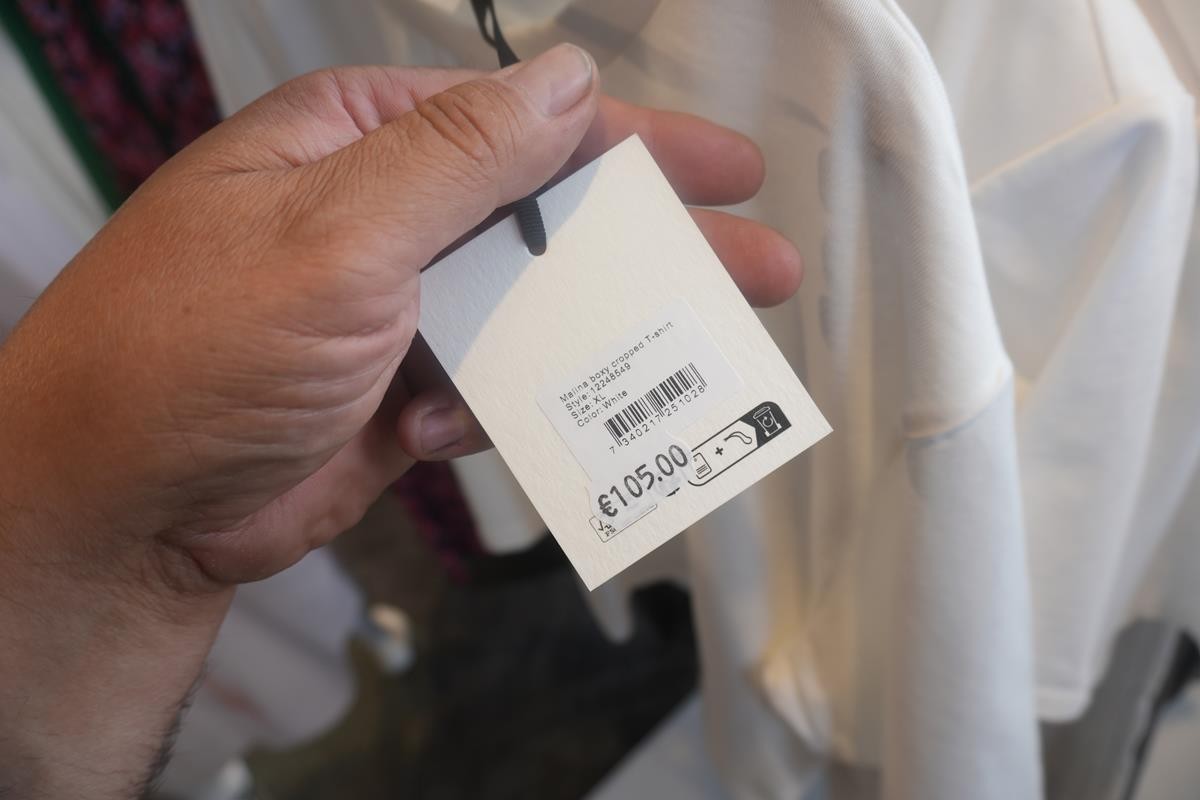 Malina boxy cropped T-shirt
Style:12248549
Size:XL
Color:White
7 340217 251028
€105.00